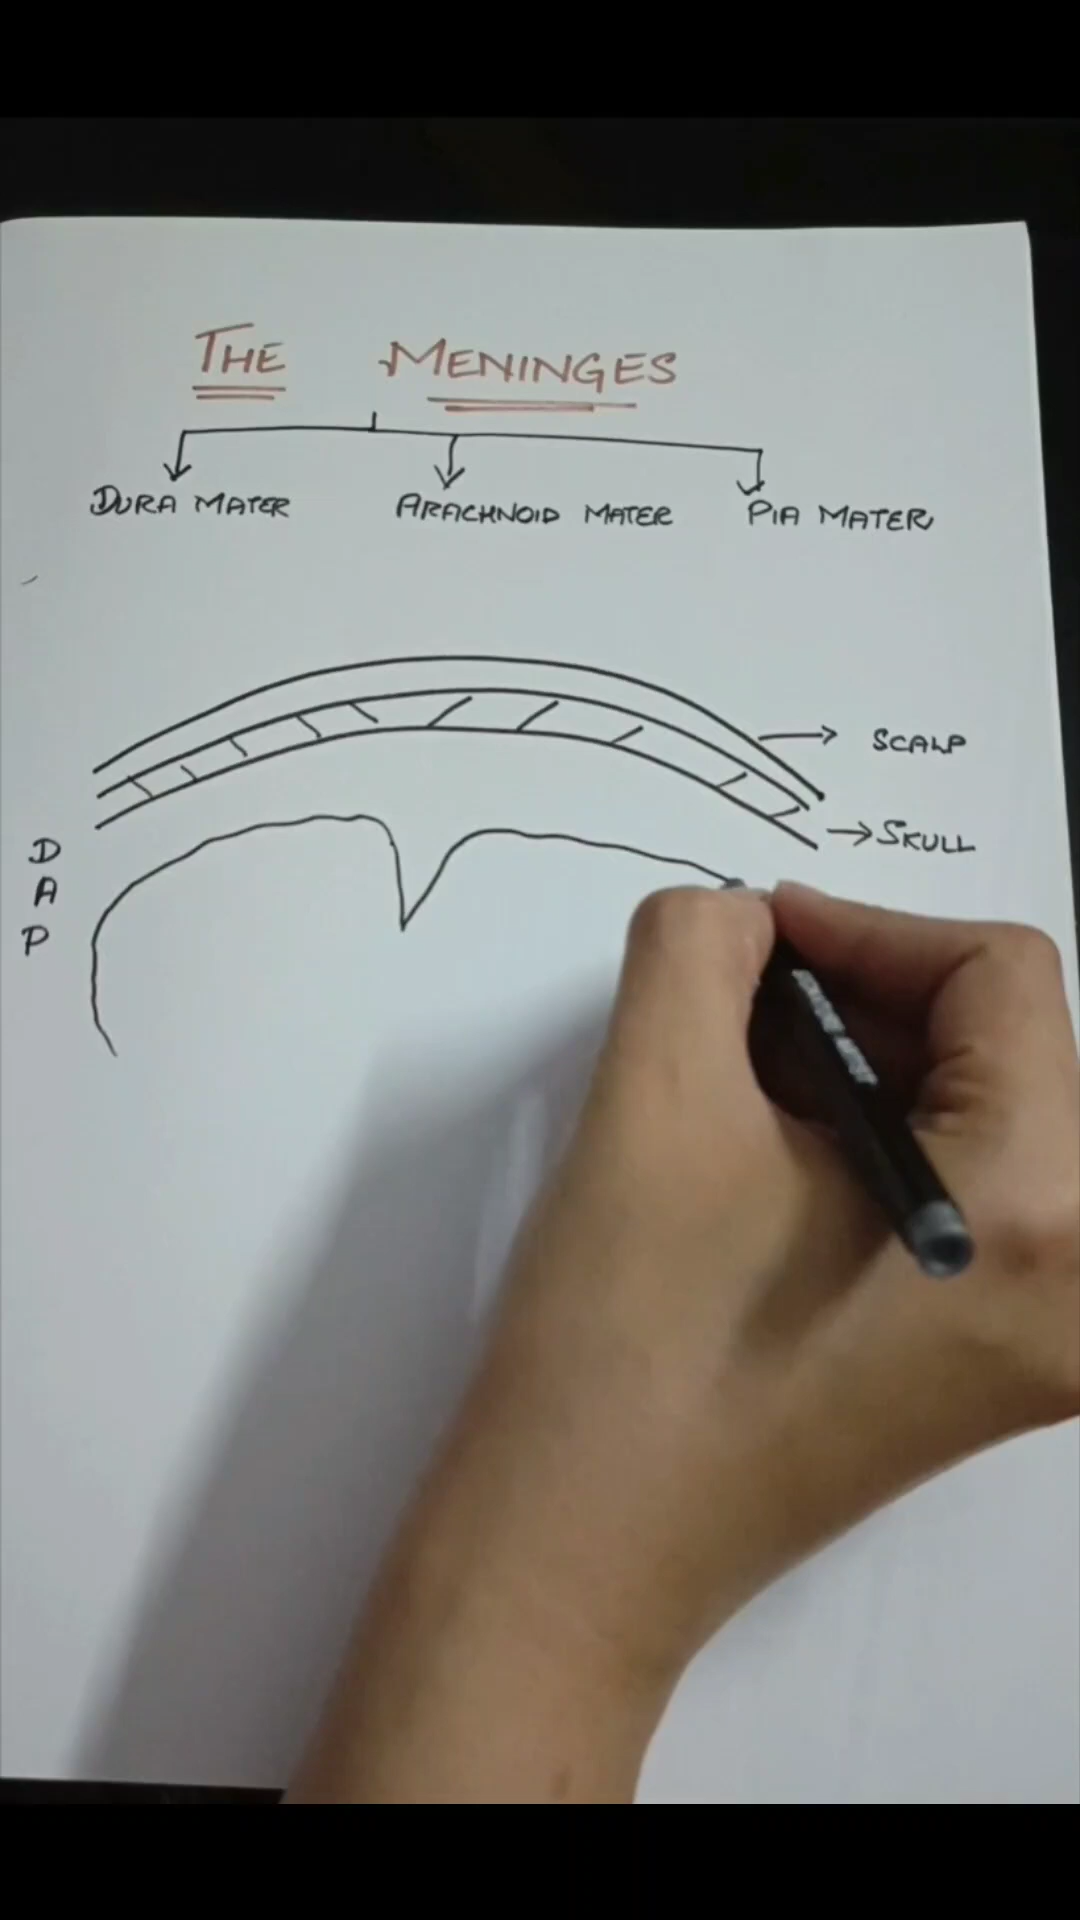 THE MENINGES
DURA MATER ARACHNOID MATER PIA MATER
SCALP
SKULL
D
A
P